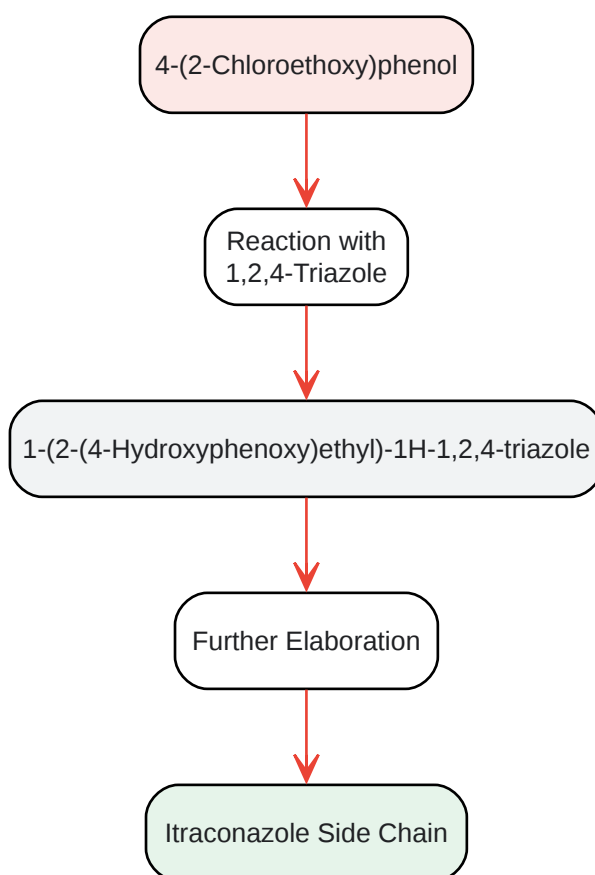 4-(2-Chloroethoxy)phenol
Reaction with
1,2,4-Triazole
1-(2-(4-Hydroxyphenoxy)ethyl)-1H-1,2,4-triazole
Further Elaboration
Itraconazole Side Chain